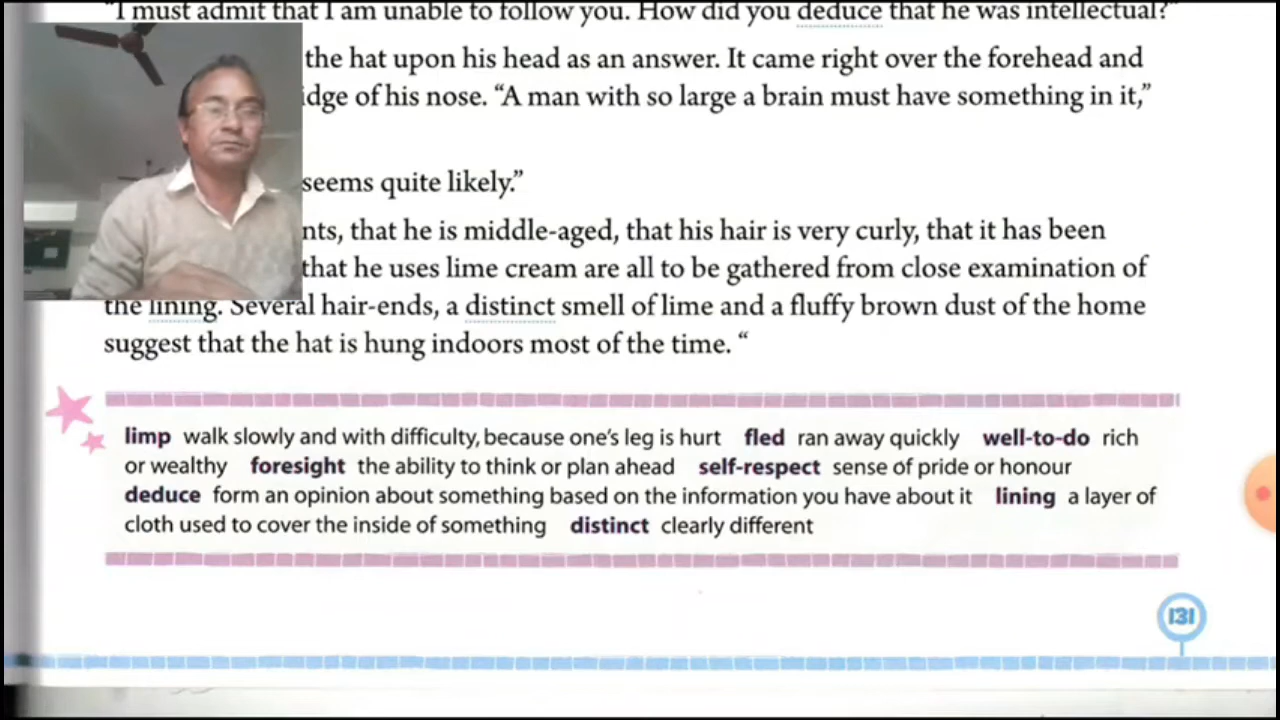 "I must admit that I am unable to follow you. How did you deduce that he was intellectual?"
the hat upon his head as an answer. It came right over the forehead and
idge of his nose. “A man with so large a brain must have something in it,”
seems quite likely.”
nts, that he is middle-aged, that his hair is very curly, that it has been
that he uses lime cream are all to be gathered from close examination of
the lining. Several hair-ends, a distinct smell of lime and a fluffy brown dust of the home
suggest that the hat is hung indoors most of the time. “
limp walk slowly and with difficulty, because one’s leg is hurt fled ran away quickly well-to-do rich
or wealthy foresight the ability to think or plan ahead self-respect sense of pride or honour
deduce form an opinion about something based on the information you have about it lining a layer of
cloth used to cover the inside of something distinct clearly different
131